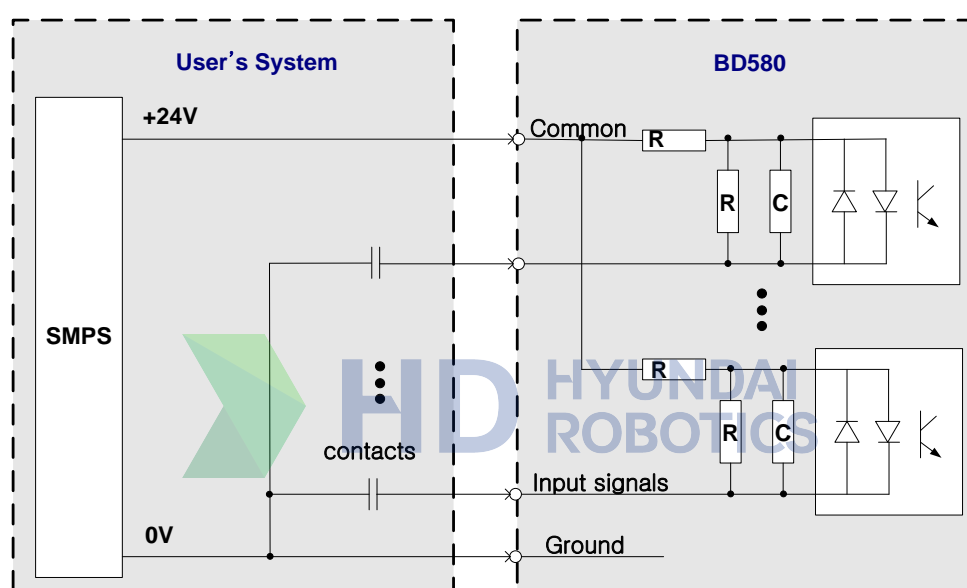 User's System
BD580
+24V
Common
R
R
C
SMPS
R
HD HYUNDAI
ROBOTICS
R
C
contacts
Input signals
0V
Ground